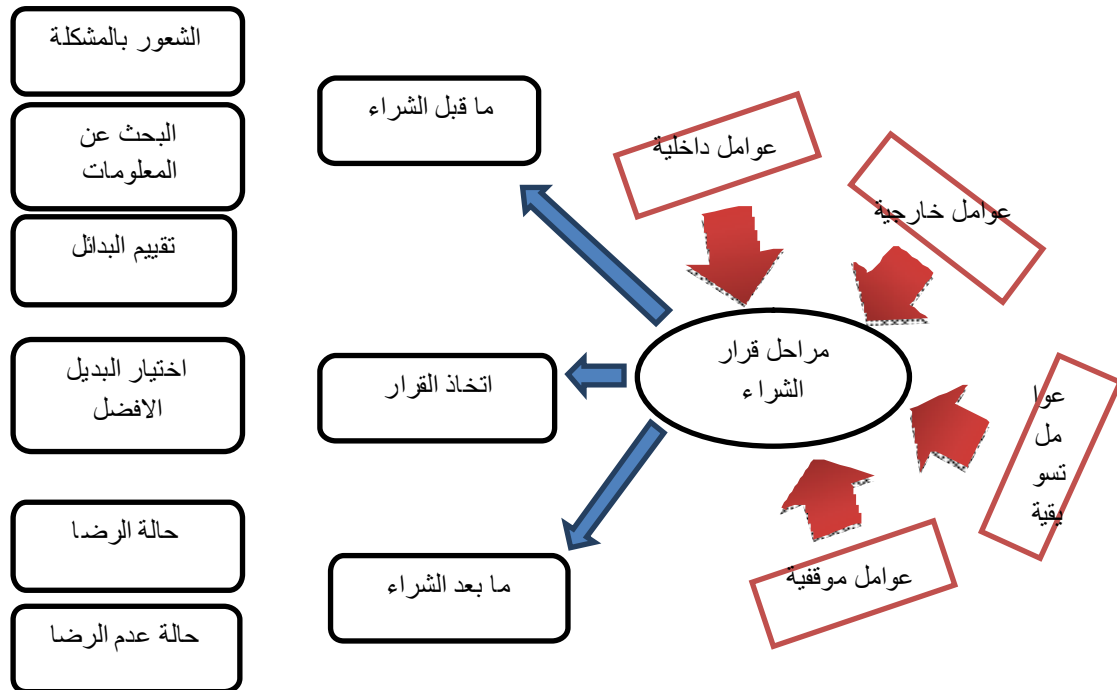 عوامل داخلية
عوامل خارجية
عوا
مل
تسو
يقية
عوامل موقفية
مراحل قرار
الشراء
ما قبل الشراء
اتخاذ القرار
ما بعد الشراء
الشعور بالمشكلة
البحث عن
المعلومات
تقييم البدائل
اختيار البديل
الافضل
حالة الرضا
حالة عدم الرضا